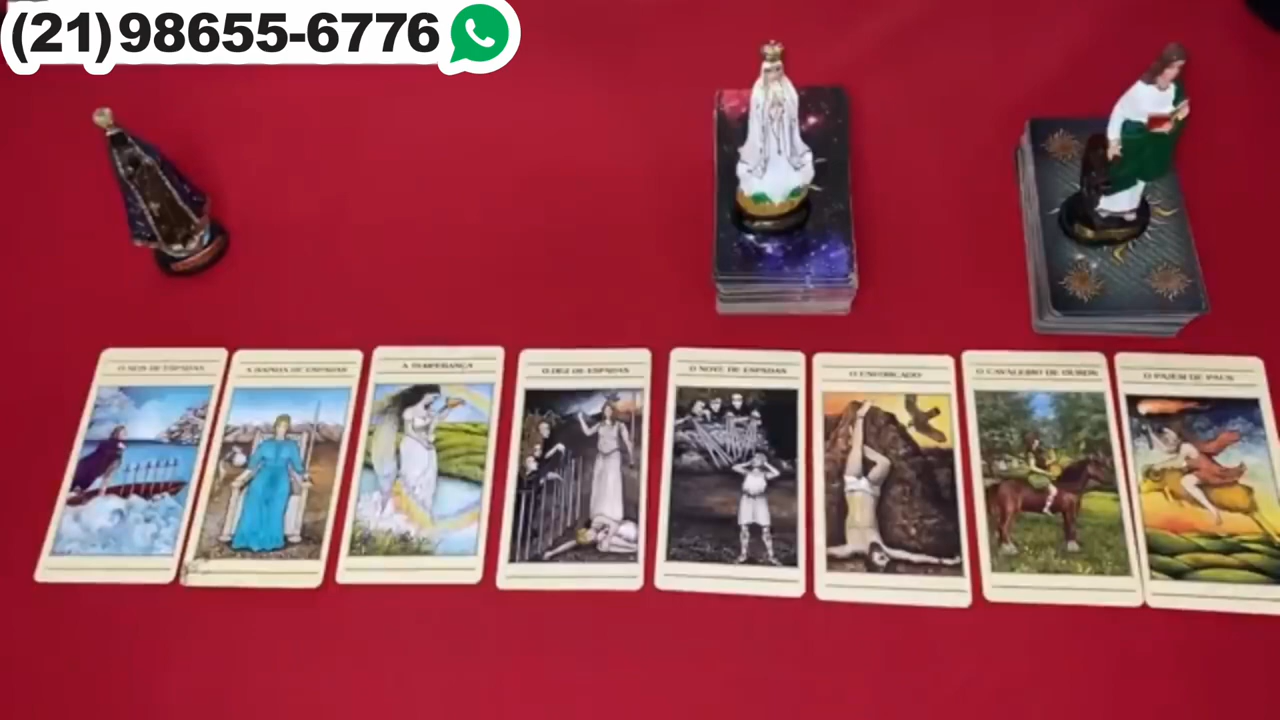 (21)98655-6776
O SEIS DE ESPADAS
A RAINHA DE ESPADAS
A TEMPERANÇA
O DEZ DE ESPADAS
O NOVE DE ESPADAS
O ENFORCADO
O CAVALEIRO DE OUROS
O PAJEM DE PAUS